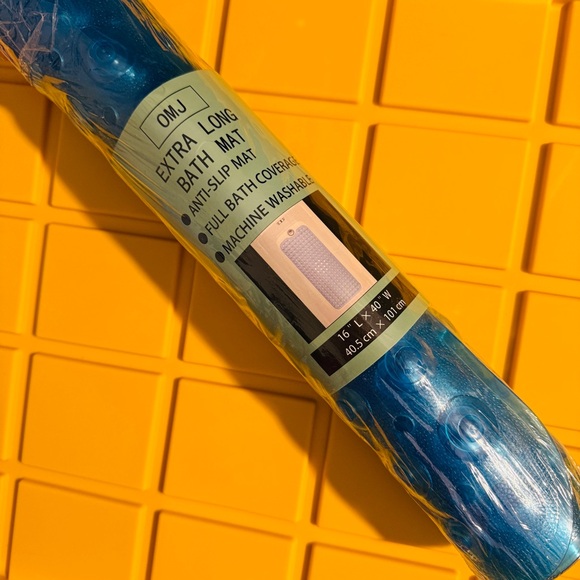 OMJ
EXTRA LONG
BATH MAT
● ANTI-SLIP MAT
● FULL BATH COVERAGE
● MACHINE WASHABLE
16" L × 40" W
40.5 cm × 101 cm